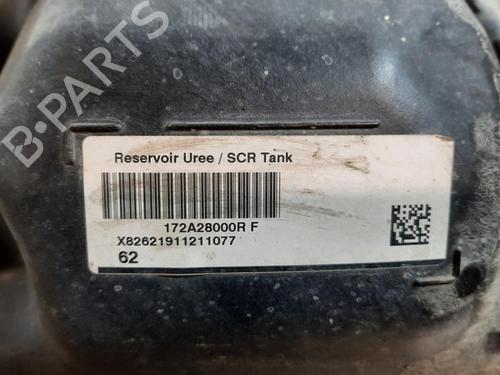 B-PARTS
Reservoir Uree / SCR Tank
172A28000R F
X82621911211077
62